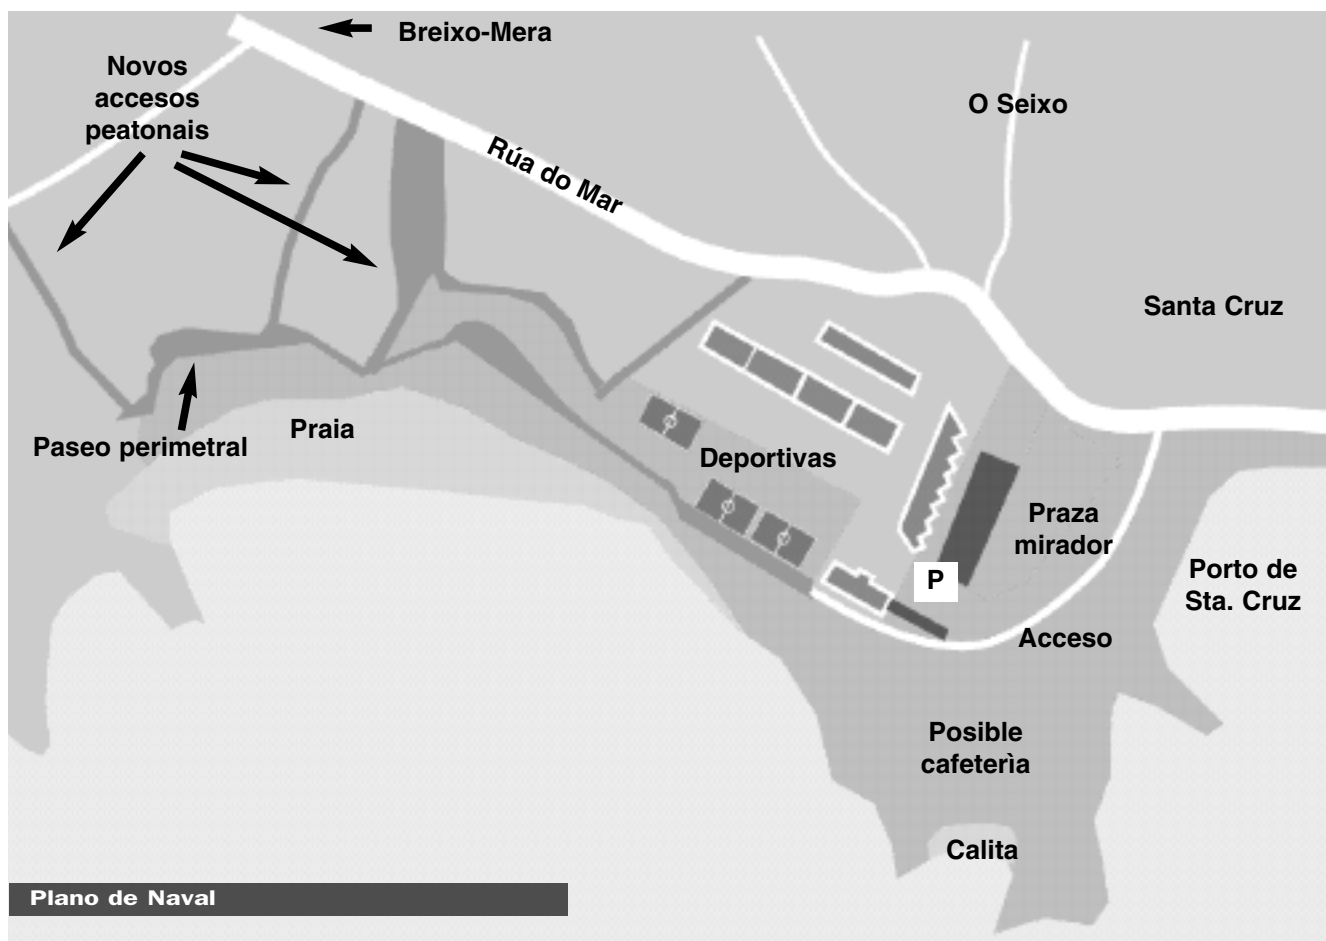 Breixo-Mera
Novos
accesos
peatonais
O Seixo
Rúa do Mar
Santa Cruz
Paseo perimetral
Praia
Deportivas
Praza
mirador
P
Porto de
Sta. Cruz
Acceso
Posible
cafeterìa
Calita
Plano de Naval